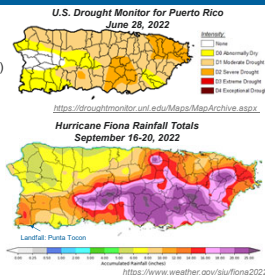 U.S. Drought Monitor for Puerto Rico
June 28, 2022
)
Intensity:
None
D0 Abnormally Dry
D1 Moderate Drought
D2 Severe Drought
D3 Extreme Drought
D4 Exceptional Drough
https://droughtmonitor.unl.edu/Maps/MapArchive.aspx
Hurricane Fiona Rainfall Totals
September 16-20, 2022
Landfall: Punta Tocon
Accumulated Rainfall (inches)
https://www.weather.gov/sju/fiona2022